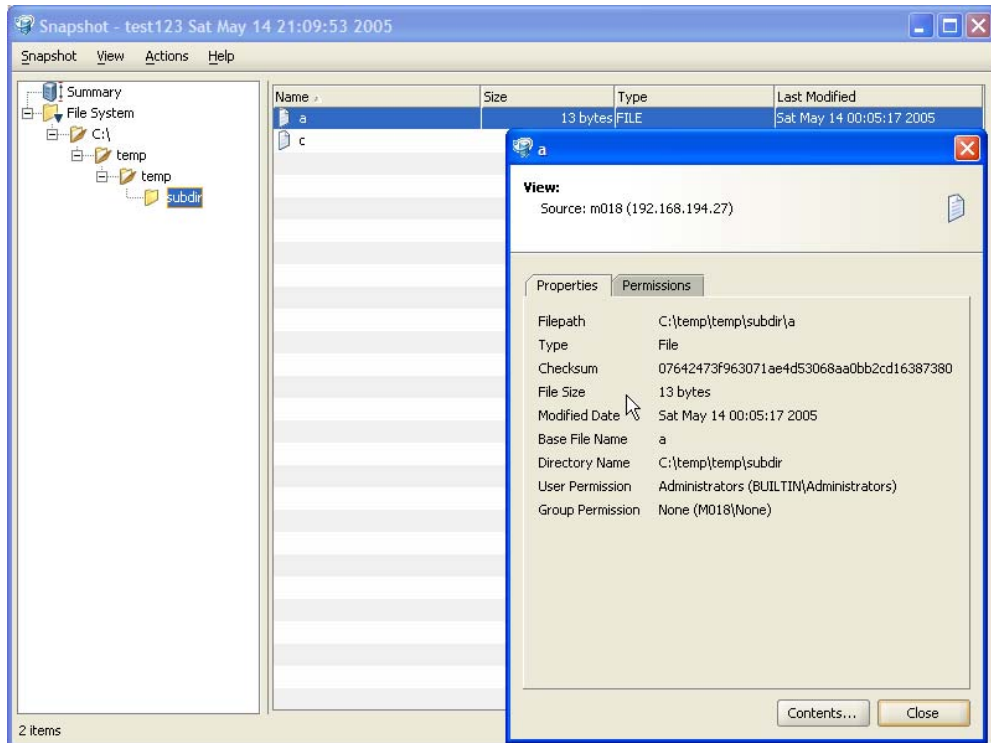 Snapshot - test123 Sat May 14 21:09:53 2005
Snapshot View Actions Help
Summary
File System
C:\
temp
temp
subdir
Name Size Type Last Modified
a 13 bytes FILE Sat May 14 00:05:17 2005
c
a
View:
Source: m018 (192.168.194.27)
Properties Permissions
Filepath C:\temp\temp\subdir\a
Type File
Checksum 07642473f963071ae4d53068aa0bb2cd16387380
File Size 13 bytes
Modified Date Sat May 14 00:05:17 2005
Base File Name a
Directory Name C:\temp\temp\subdir
User Permission Administrators (BUILTIN\Administrators)
Group Permission None (M018\None)
Contents... Close
2 items